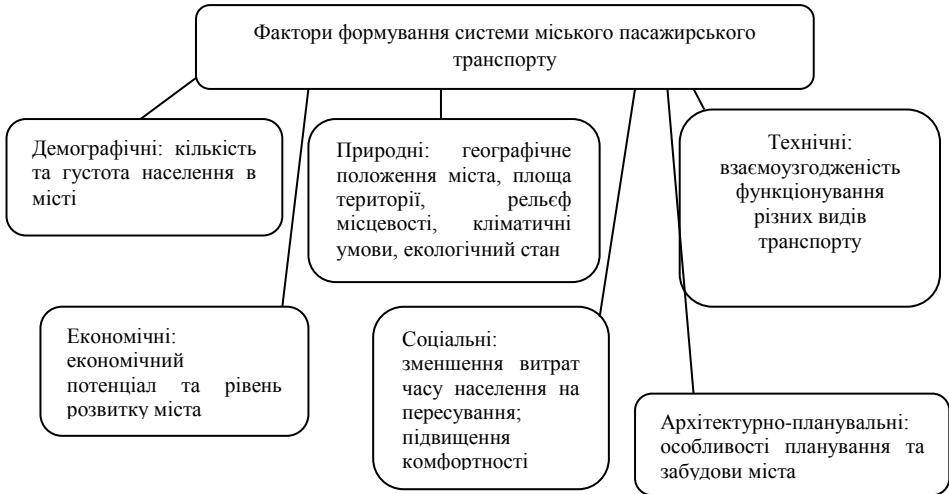 Фактори формування системи міського пасажирського
транспорту
Демографічні: кількість
та густота населення в
місті
Природні: географічне
положення міста, площа
території, рельєф
місцевості, кліматичні
умови, екологічний стан
Технічні:
взаємоузгодженість
функціонування
різних видів
транспорту
Економічні:
економічний
потенціал та рівень
розвитку міста
Соціальні:
зменшення витрат
часу населення на
пересування;
підвищення
комфортності
Архітектурно-планувальні:
особливості планування та
забудови міста